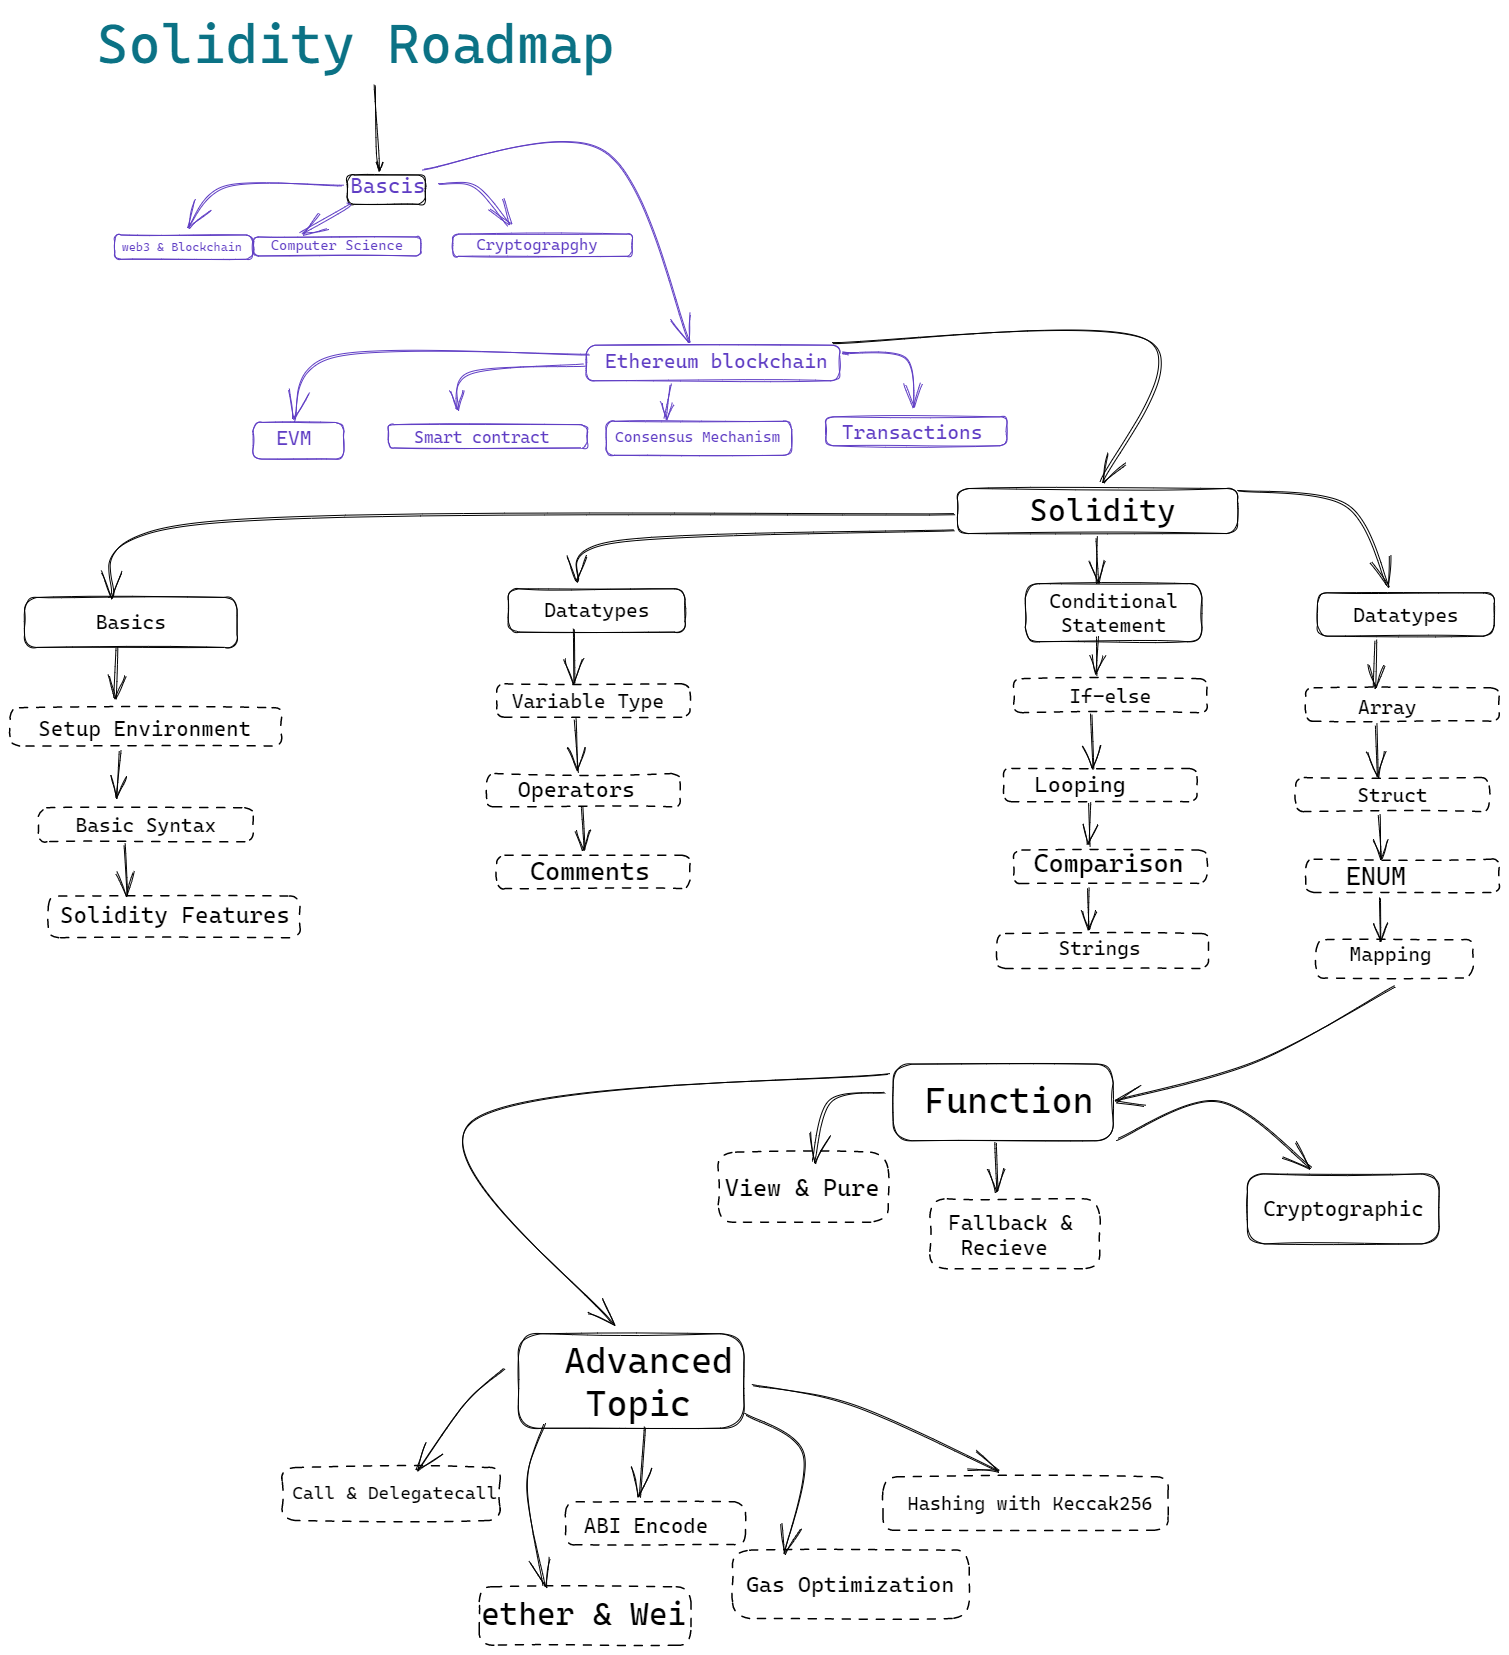 Solidity Roadmap
Bascis
web3 & Blockchain
Computer Science
Cryptograpghy
Ethereum blockchain
EVM
Smart contract
Consensus Mechanism
Transactions
Solidity
Basics
Datatypes
Conditional
Statement
Datatypes
Setup Environment
Variable Type
If-else
Array
Basic Syntax
Operators
Looping
Struct
Solidity Features
Comments
Comparison
ENUM
Strings
Mapping
Function
View & Pure
Fallback &
Recieve
Cryptographic
Advanced
Topic
Call & Delegatecall
ABI Encode
Hashing with Keccak256
ether & Wei
Gas Optimization